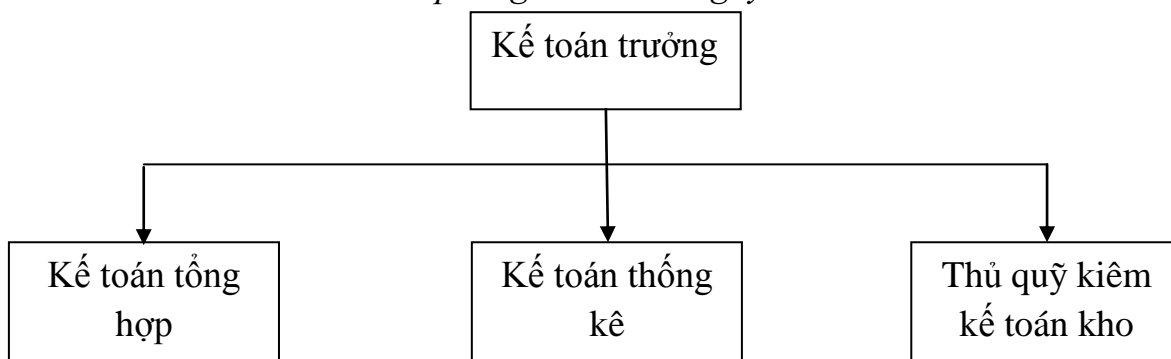 Kế toán trưởng
Kế toán tổng
hợp
Kế toán thống
kê
Thủ quỹ kiêm
kế toán kho